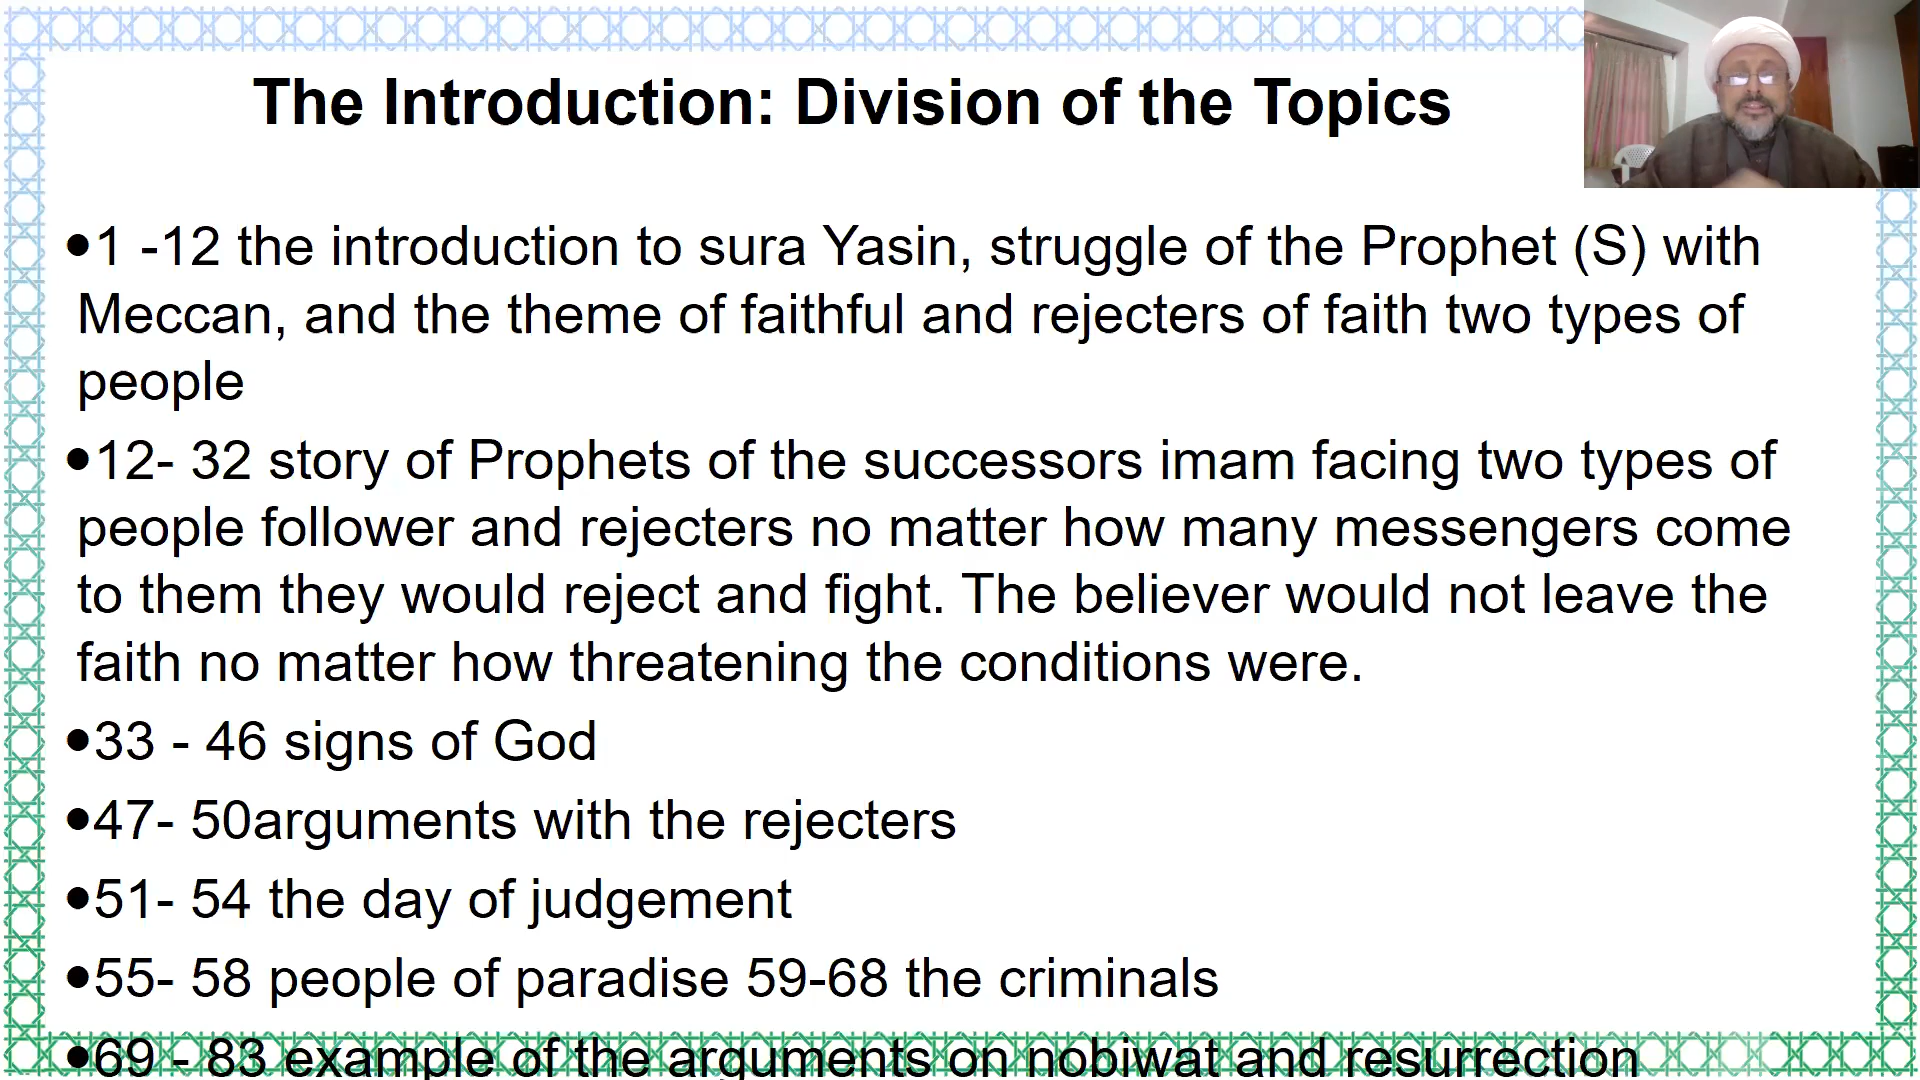 The Introduction: Division of the Topics
●1 -12 the introduction to sura Yasin, struggle of the Prophet (S) with
Meccan, and the theme of faithful and rejecters of faith two types of
people
●12- 32 story of Prophets of the successors imam facing two types of
people follower and rejecters no matter how many messengers come
to them they would reject and fight. The believer would not leave the
faith no matter how threatening the conditions were.
●33 - 46 signs of God
●47- 50arguments with the rejecters
●51- 54 the day of judgement
●55- 58 people of paradise 59-68 the criminals
●69 - 83 example of the arguments on nobiwat and resurrection